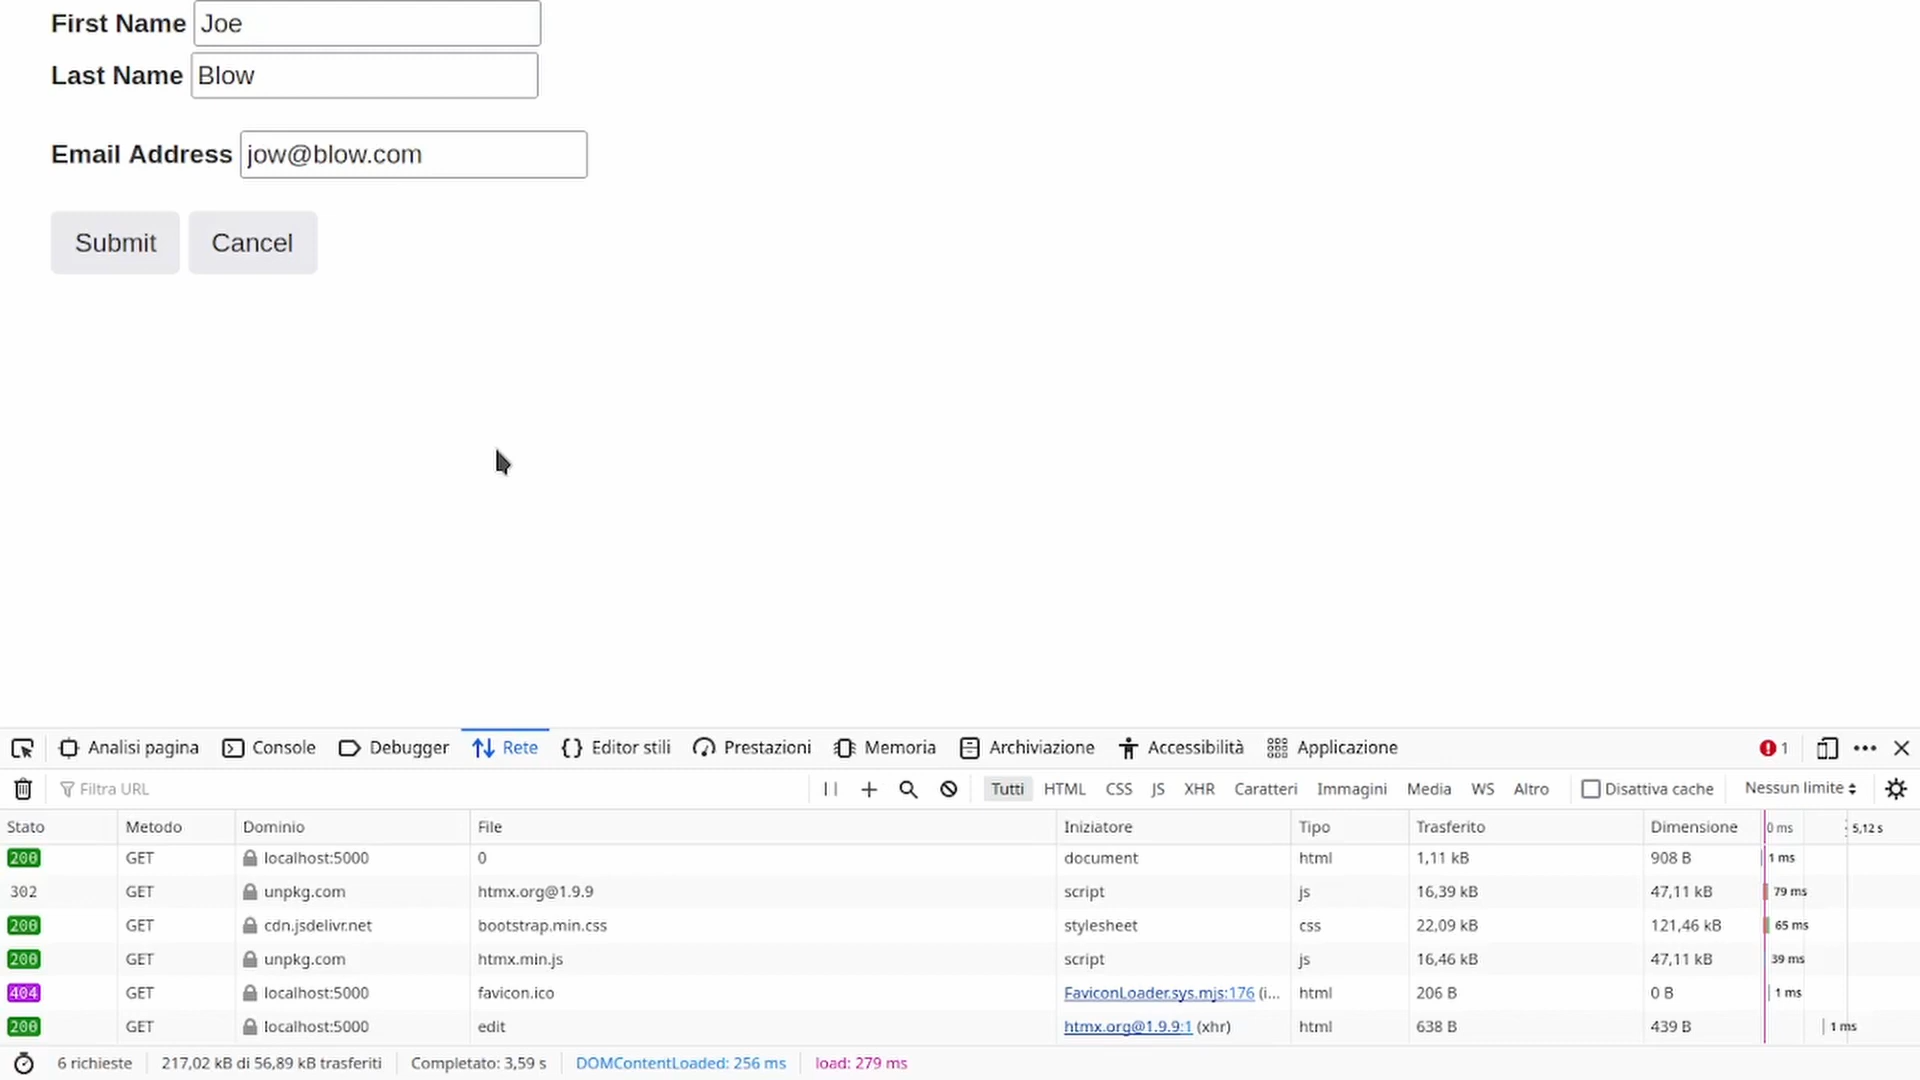 First Name Joe
Last Name Blow
Email Address jow@blow.com
Submit Cancel
Analisi pagina Console Debugger Rete Editor stili Prestazioni Memoria Archiviazione Accessibilità Applicazione 1
Filtra URL Tutti HTML CSS JS XHR Caratteri Immagini Media WS Altro Disattiva cache Nessun limite
Stato Metodo Dominio File Iniziatore Tipo Trasferito Dimensione 0 ms 5,12 s
200 GET localhost:5000 0 document html 1,11 kB 908 B 1 ms
302 GET unpkg.com htmx.org@1.9.9 script js 16,39 kB 47,11 kB 79 ms
200 GET cdn.jsdelivr.net bootstrap.min.css stylesheet css 22,09 kB 121,46 kB 65 ms
200 GET unpkg.com htmx.min.js script js 16,46 kB 47,11 kB 39 ms
404 GET localhost:5000 favicon.ico FaviconLoader.sys.mjs:176 (i... html 206 B 0 B 1 ms
200 GET localhost:5000 edit htmx.org@1.9.9:1 (xhr) html 638 B 439 B 1 ms
6 richieste 217,02 kB di 56,89 kB trasferiti Completato: 3,59 s DOMContentLoaded: 256 ms load: 279 ms